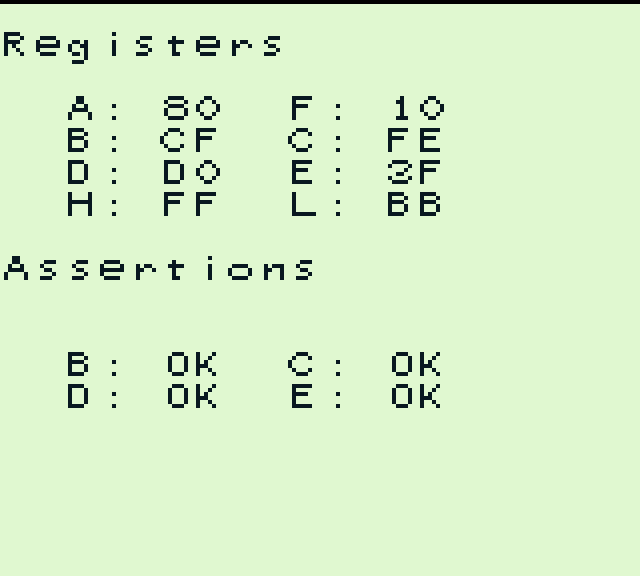 Registers
A: 80 F: 10
B: CF C: FE
D: D0 E: 3F
H: FF L: BB
Assertions
B: OK C: OK
D: OK E: OK